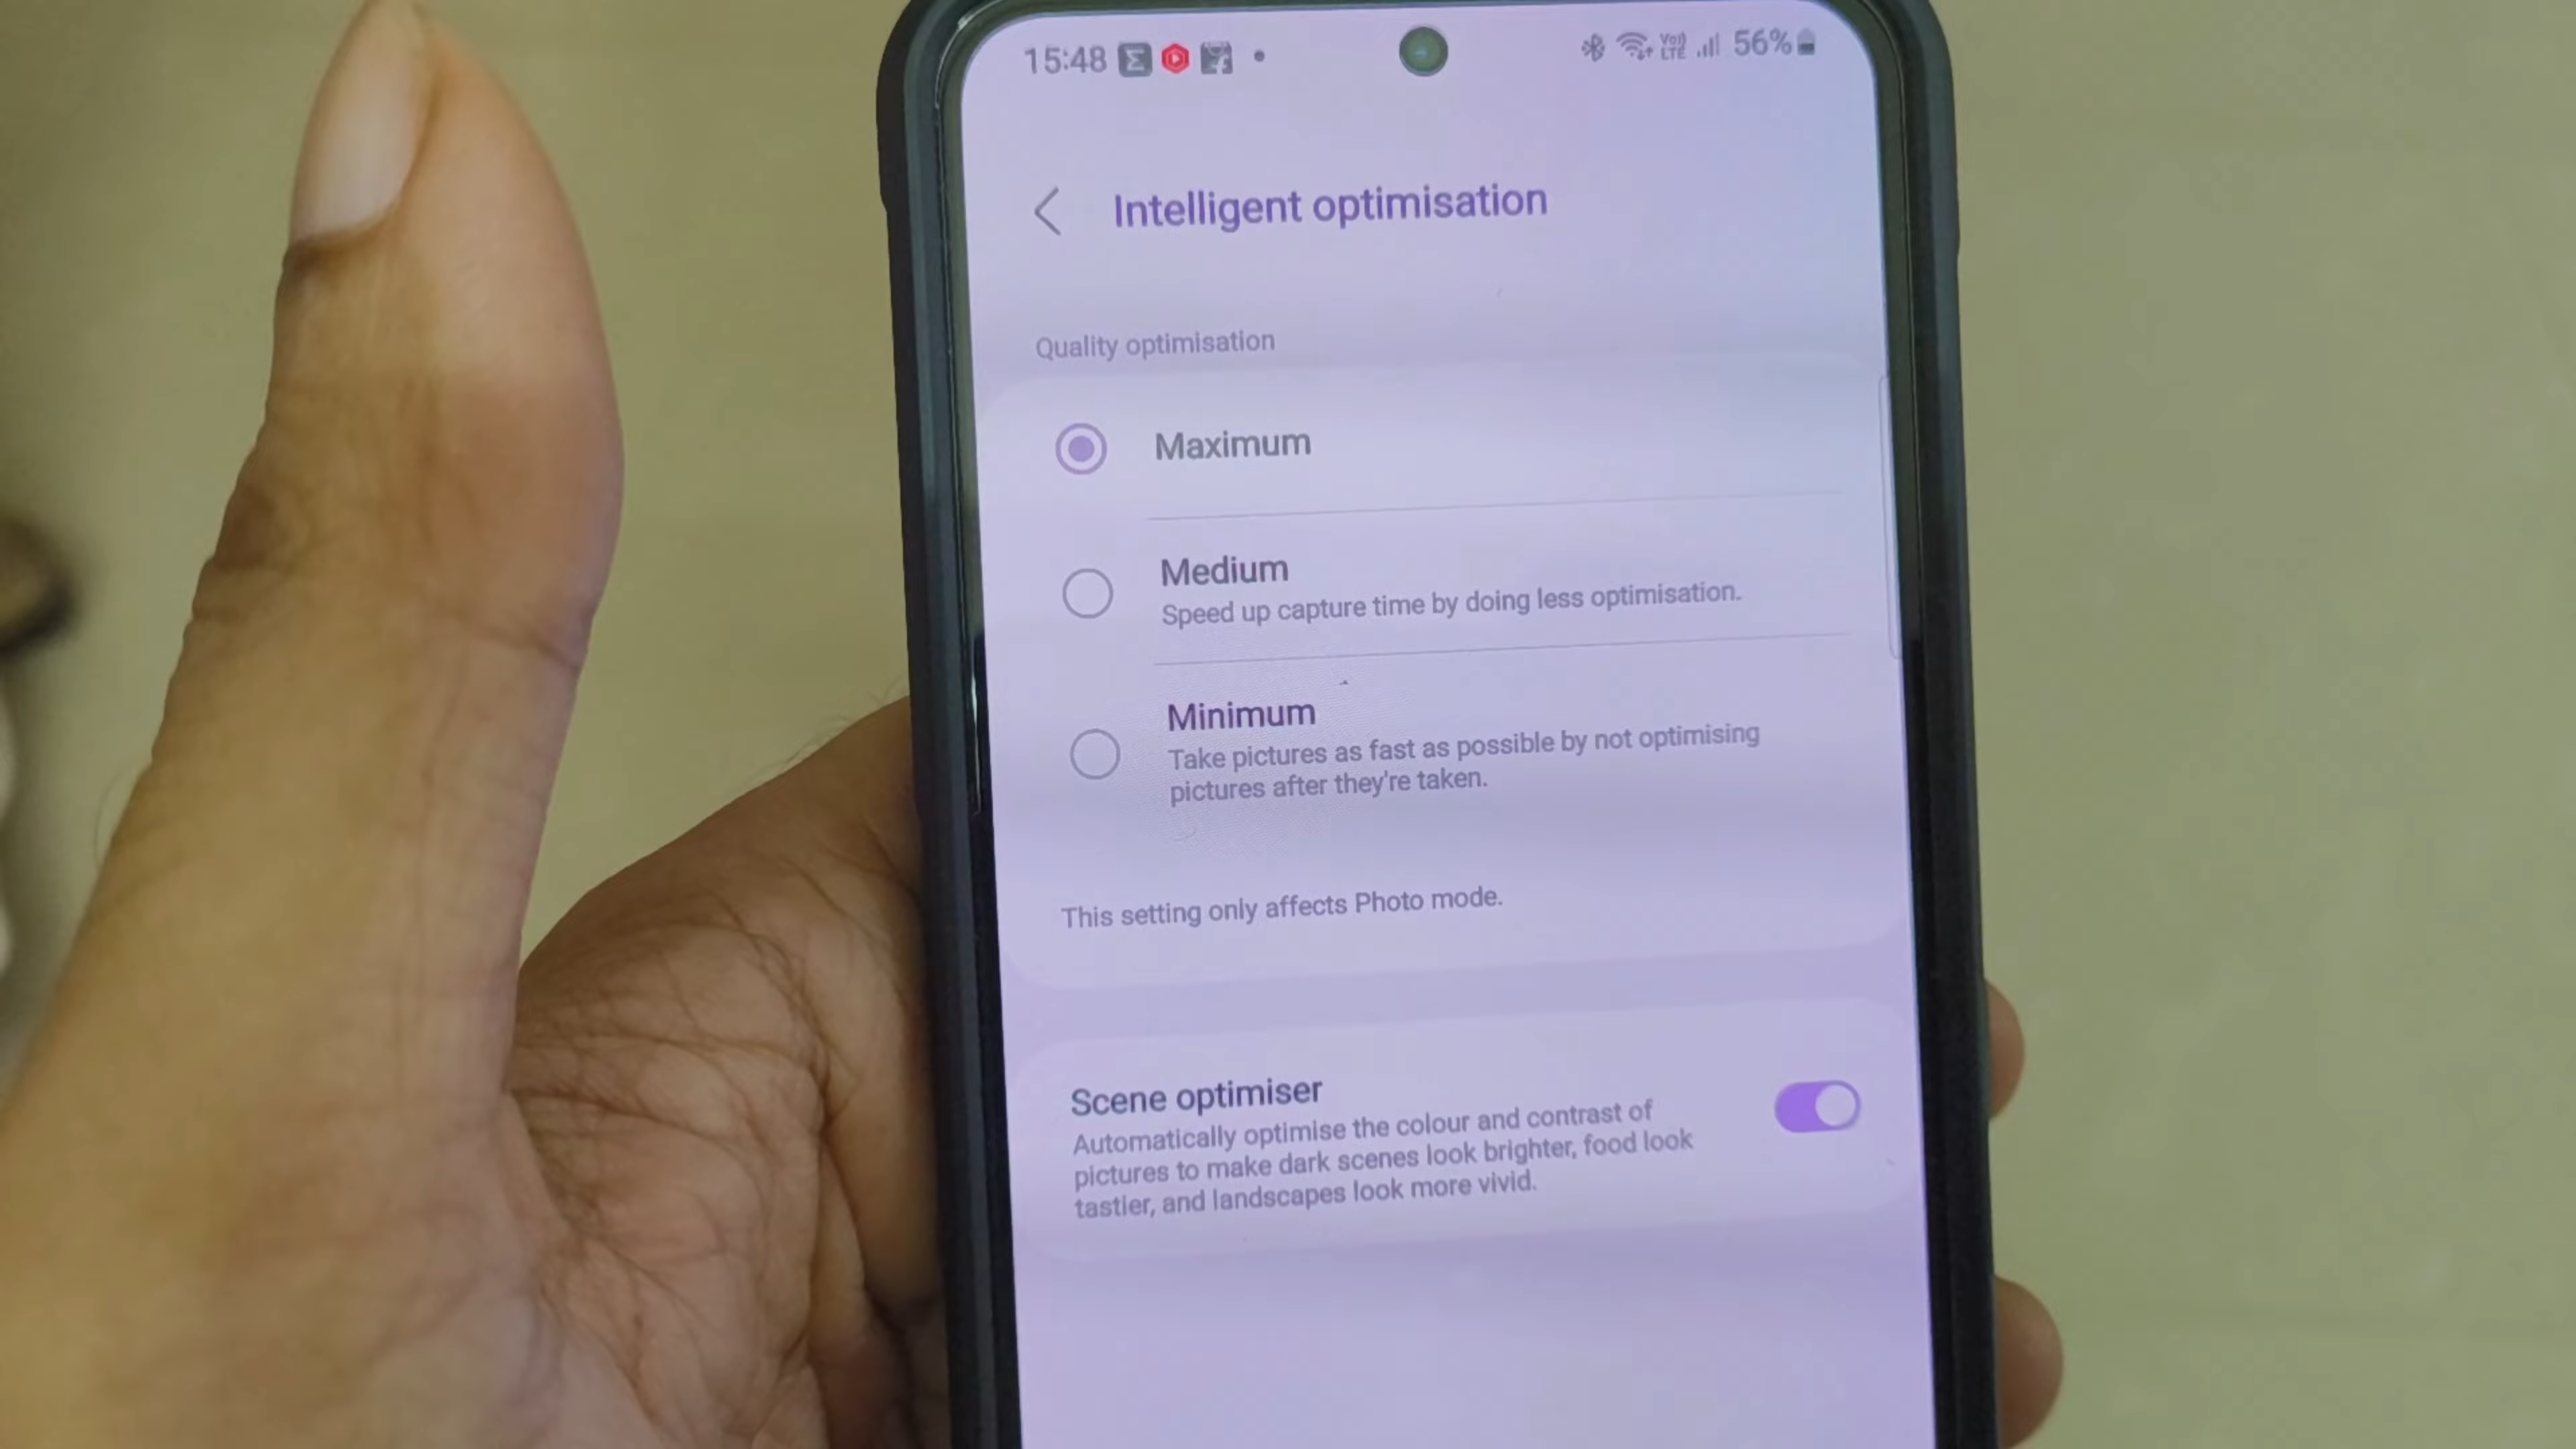 15:48
Vo)) LTE 56%
Intelligent optimisation
Quality optimisation
Maximum
Medium
Speed up capture time by doing less optimisation.
Minimum
Take pictures as fast as possible by not optimising
pictures after they're taken.
This setting only affects Photo mode.
Scene optimiser
Automatically optimise the colour and contrast of
pictures to make dark scenes look brighter, food look
tastier, and landscapes look more vivid.